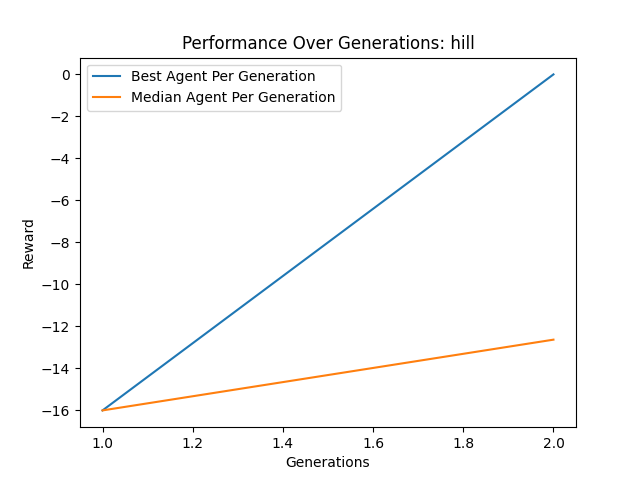 Performance Over Generations: hill
Best Agent Per Generation
Median Agent Per Generation
Reward
0
−2
−4
−6
−8
−10
−12
−14
−16
1.0 1.2 1.4 1.6 1.8 2.0
Generations